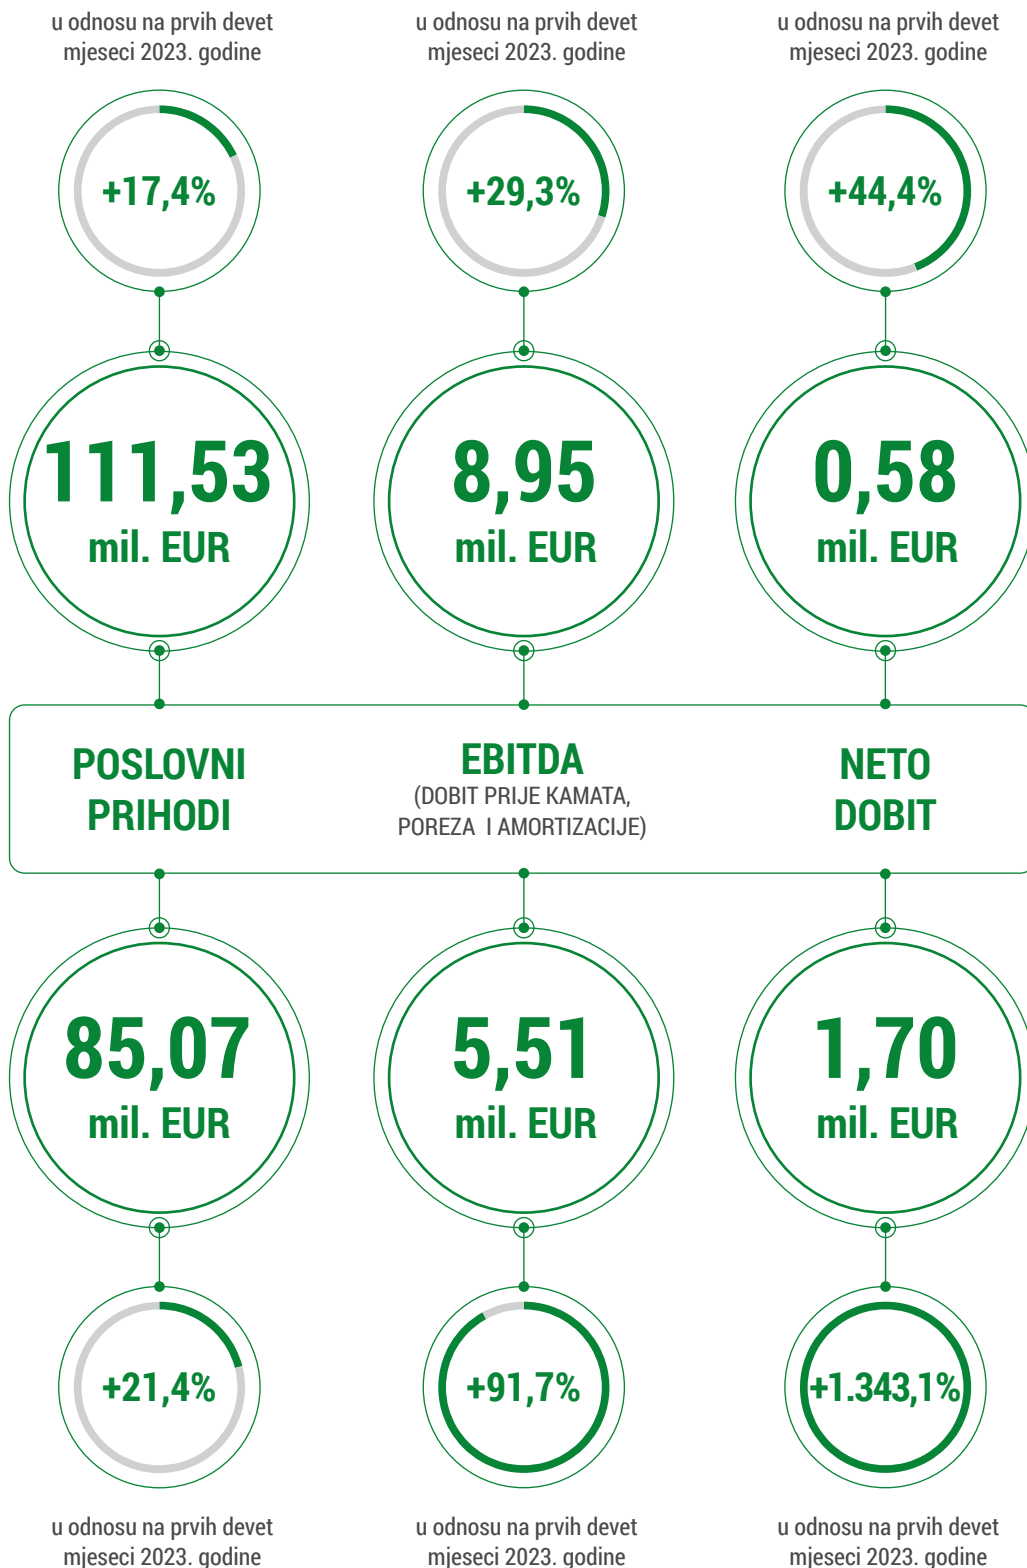 u odnosu na prvih devet
mjeseci 2023. godine
u odnosu na prvih devet
mjeseci 2023. godine
u odnosu na prvih devet
mjeseci 2023. godine
+17,4%
+29,3%
+44,4%
111,53
mil. EUR
8,95
mil. EUR
0,58
mil. EUR
POSLOVNI
PRIHODI
EBITDA
(DOBIT PRIJE KAMATA,
POREZA I AMORTIZACIJE)
NETO
DOBIT
85,07
mil. EUR
5,51
mil. EUR
1,70
mil. EUR
+21,4%
+91,7%
+1.343,1%
u odnosu na prvih devet
mjeseci 2023. godine
u odnosu na prvih devet
mjeseci 2023. godine
u odnosu na prvih devet
mjeseci 2023. godine